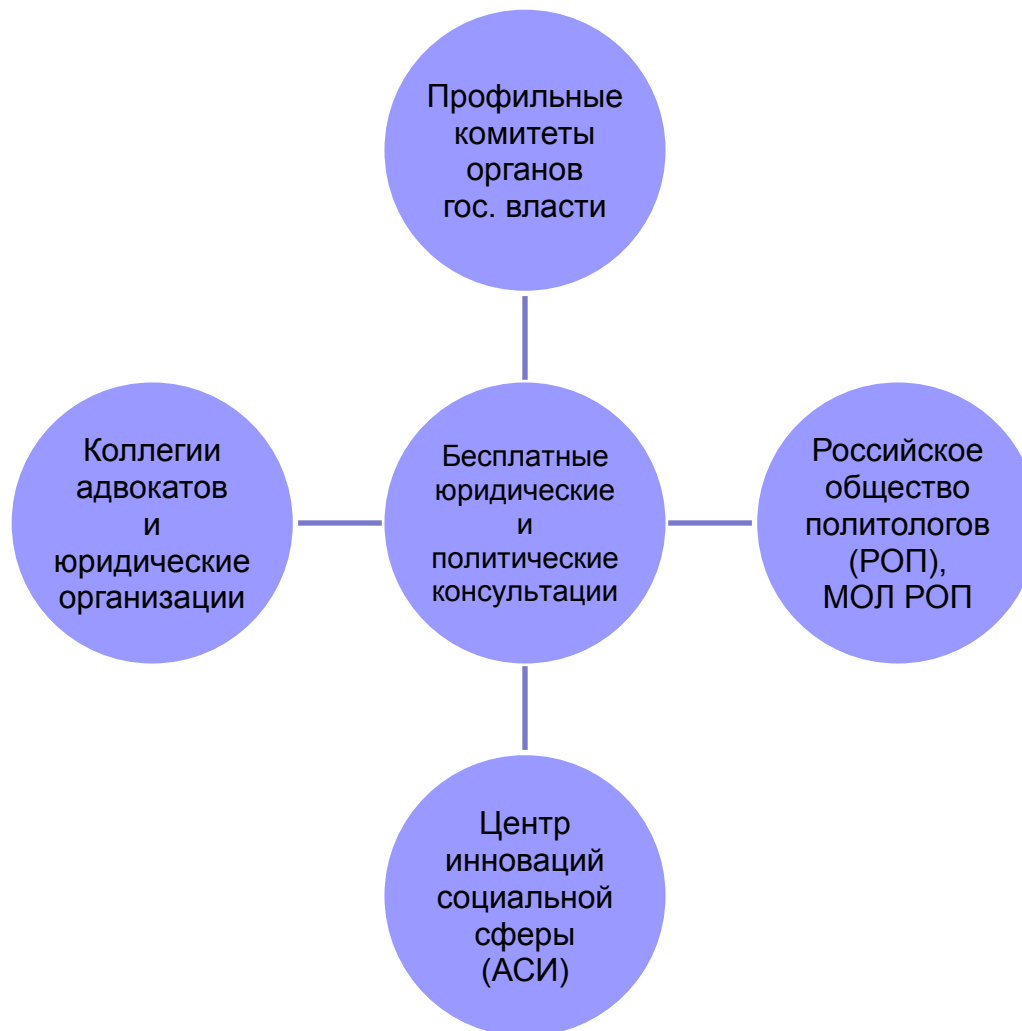 Профильные
комитеты
органов
гос. власти
Коллегии
адвокатов
и
юридические
организации
Бесплатные
юридические
и
политические
консультации
Российское
общество
политологов
(РОП),
МОЛ РОП
Центр
инноваций
социальной
сферы
(АСИ)